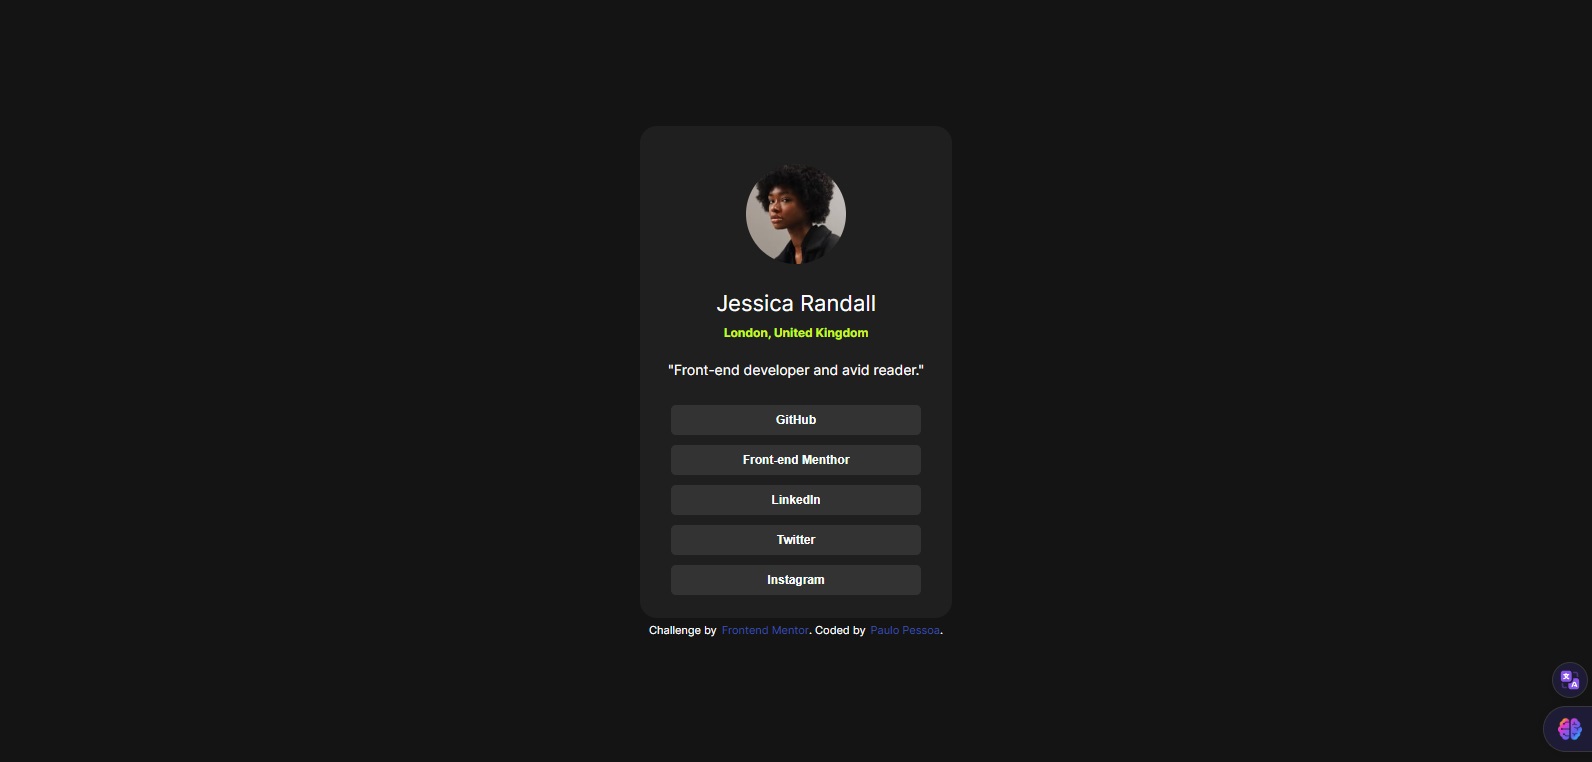 Jessica Randall
London, United Kingdom
"Front-end developer and avid reader."
GitHub
Front-end Menthor
LinkedIn
Twitter
Instagram
Challenge by Frontend Mentor. Coded by Paulo Pessoa.
文
A